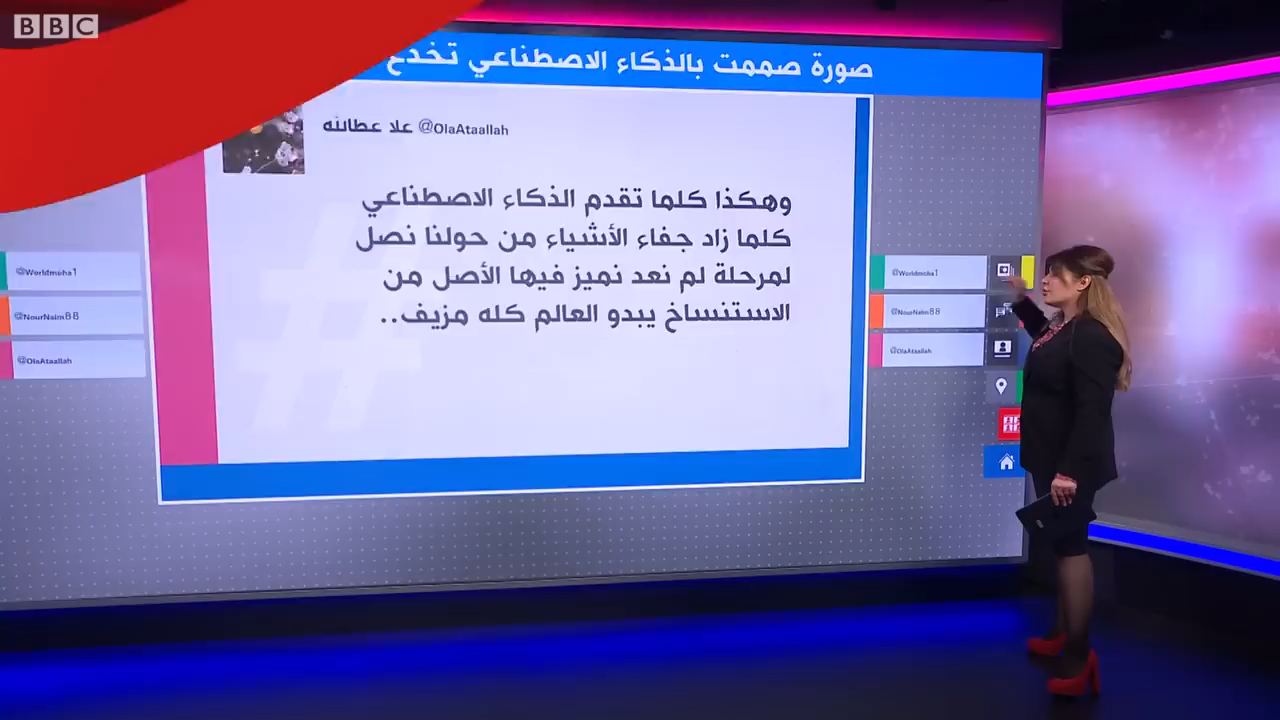 BBC
صورة صممت بالذكاء الاصطناعي تخدع
علا عطالله @OlaAtaallah
وهكذا كلما تقدم الذكاء الاصطناعي
كلما زاد جفاء الأشياء من حولنا نصل
لمرحلة لم نعد نميز فيها الأصل من
الاستنساخ يبدو العالم كله مزيف..
@Worldmoha1
@NourNaim88
@OlaAtaallah
@Worldmoha1
@NourNaim88
@OlaAtaallah